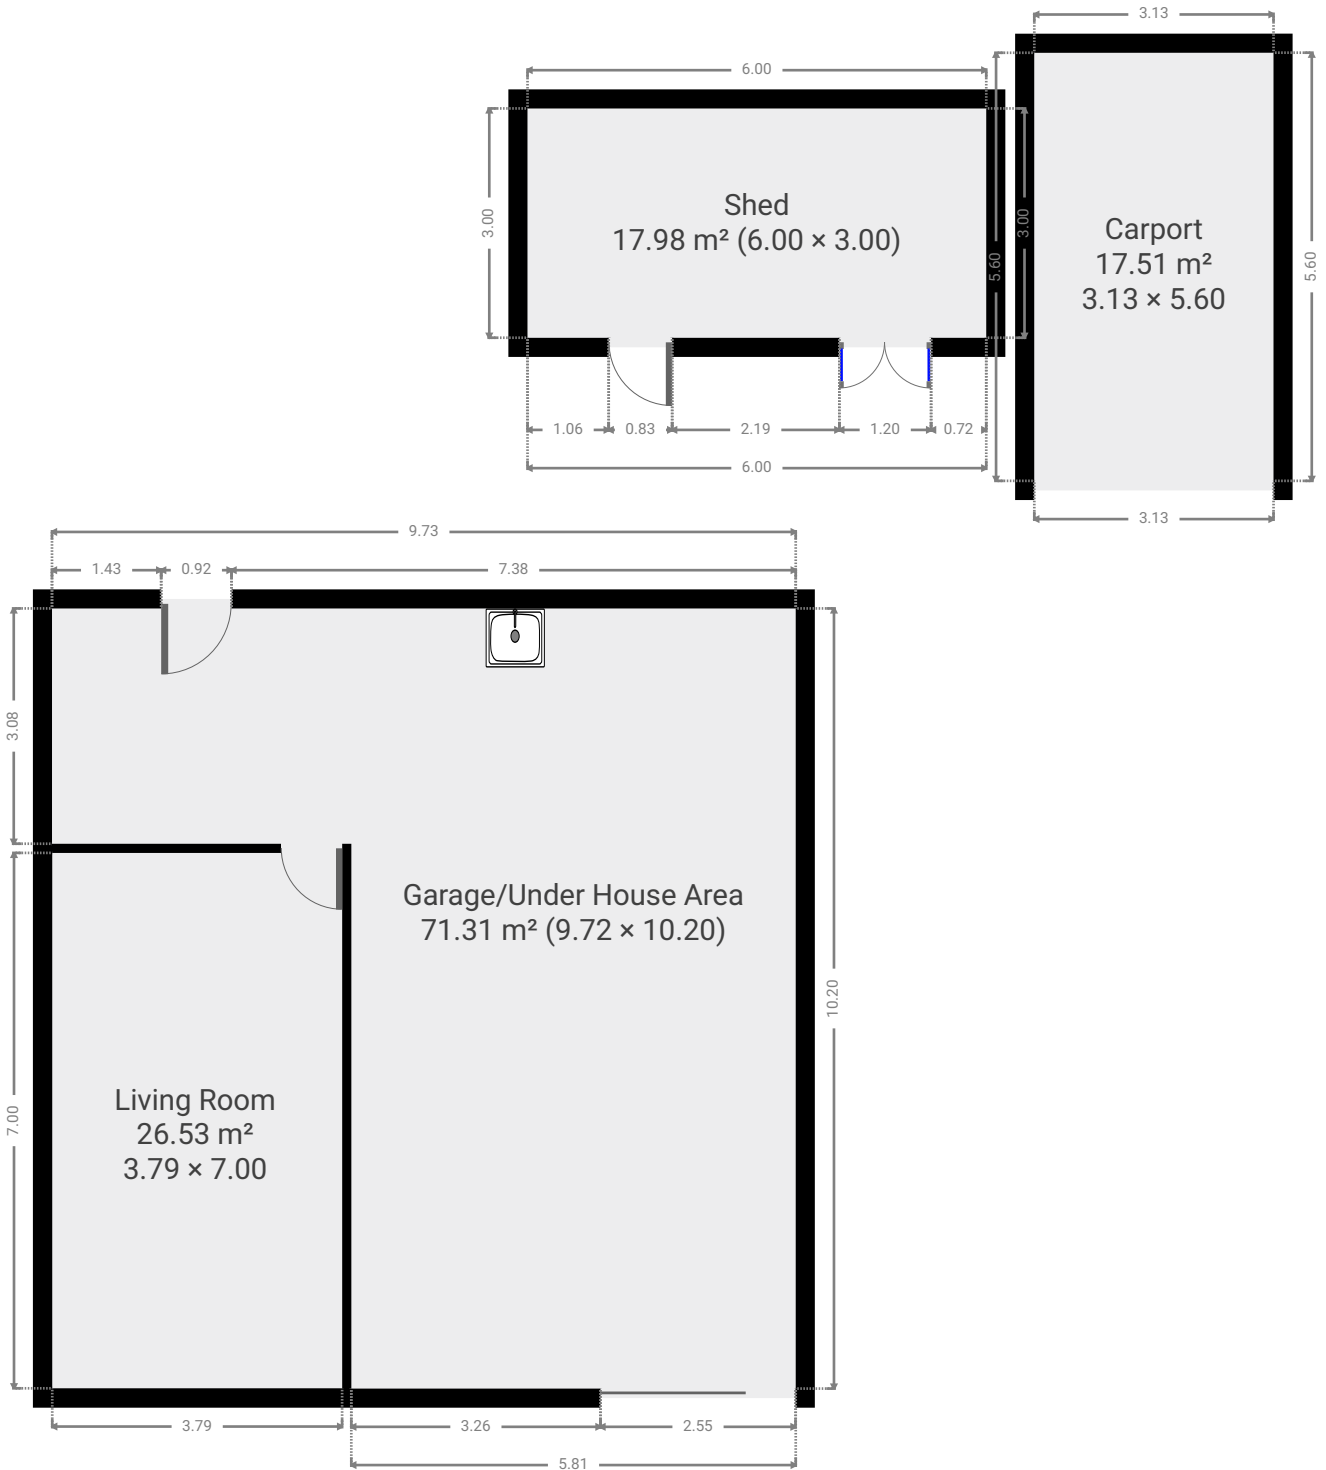 3.13
6.00
Shed
17.98 m² (6.00 × 3.00)
3.00
3.00
5.60
Carport
17.51 m²
3.13 × 5.60
5.60
1.06
0.83
2.19
1.20
0.72
6.00
3.13
9.73
1.43
0.92
7.38
3.08
Garage/Under House Area
71.31 m² (9.72 × 10.20)
10.20
Living Room
26.53 m²
3.79 × 7.00
7.00
3.79
3.26
2.55
5.81